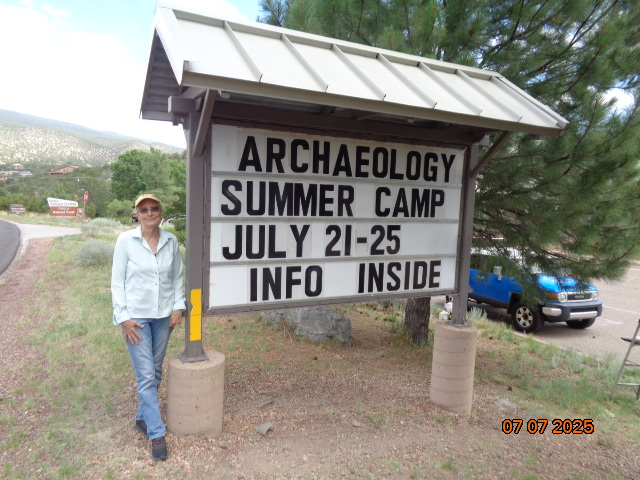 ARCHAEOLOGY
SUMMER CAMP
JULY 21-25
INFO INSIDE
07 07 2025